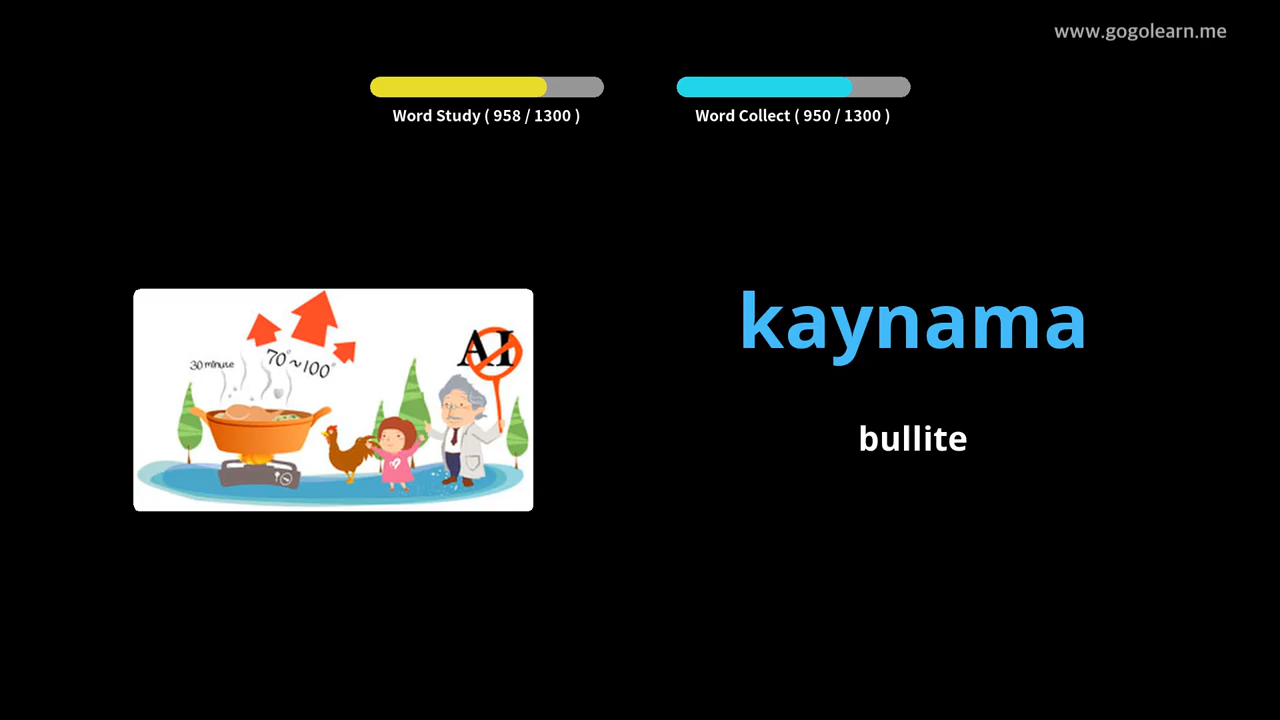 www.gogolearn.me
Word Study ( 958 / 1300 )
Word Collect ( 950 / 1300 )
30 minute
70°~100°
AI
kaynama
bullite